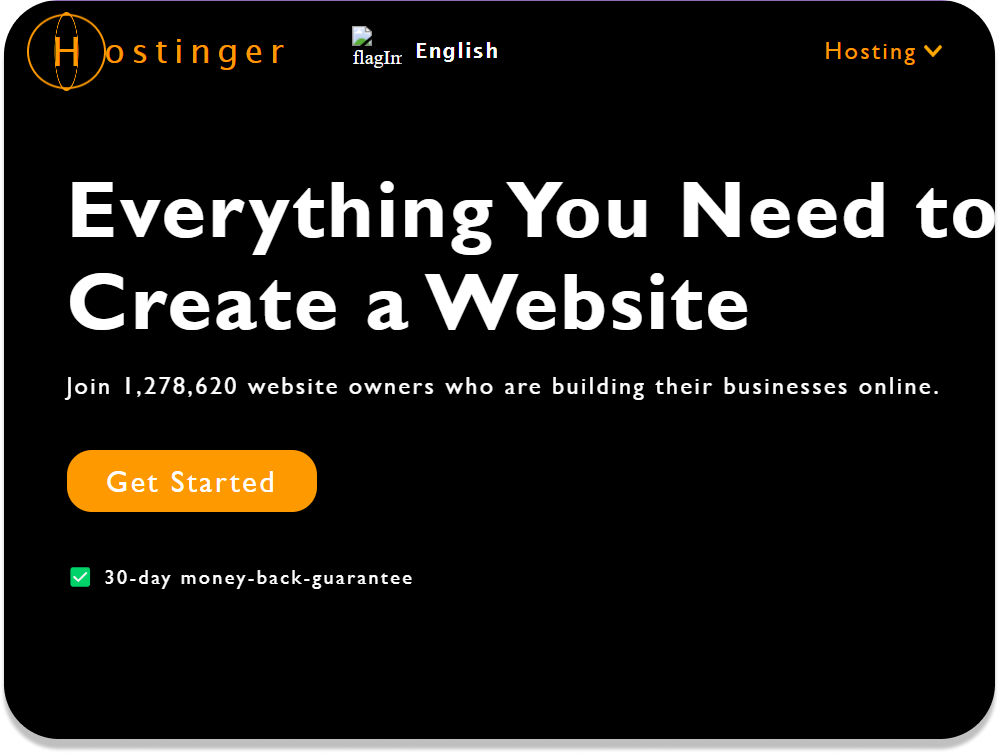 Hostinger
flagIm English
Hosting
Everything You Need to
Create a Website
Join 1,278,620 website owners who are building their businesses online.
Get Started
30-day money-back-guarantee